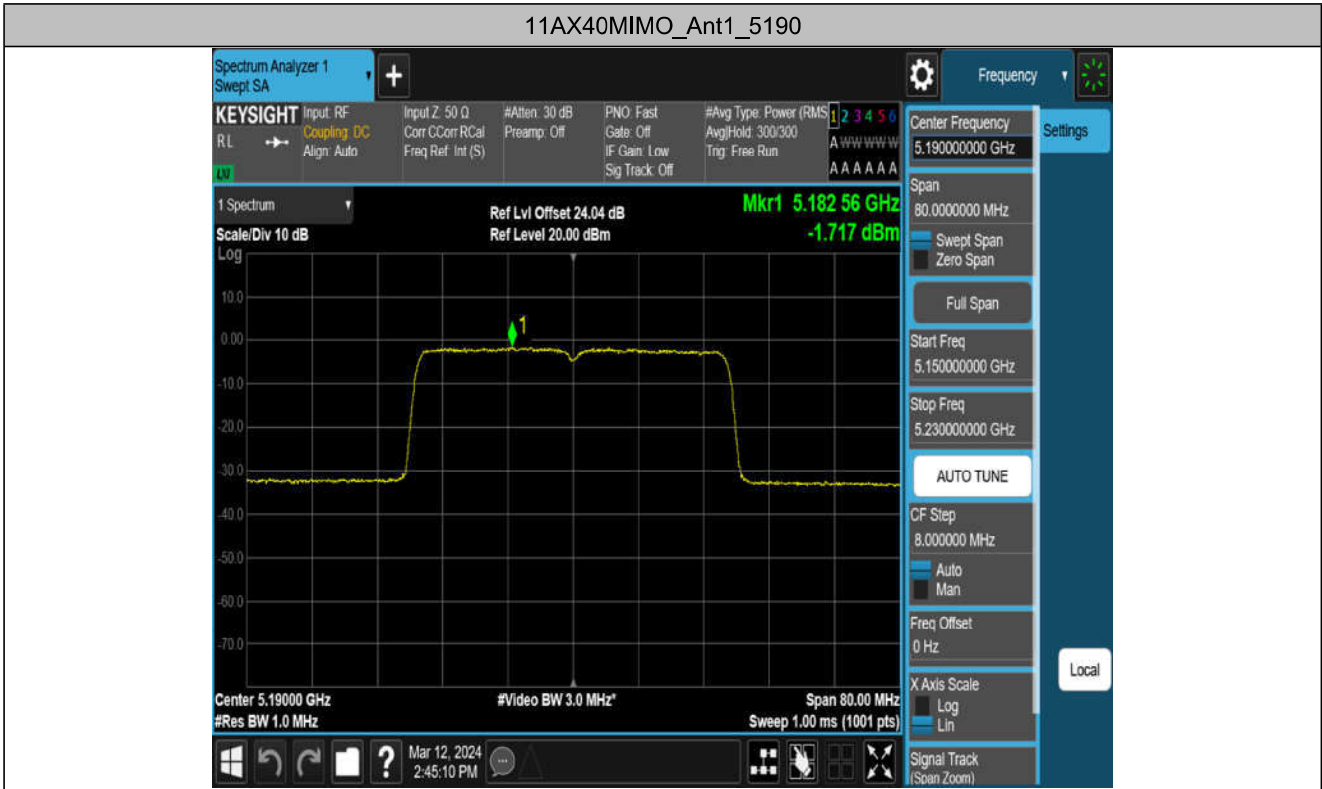 11AX40MIMO_Ant1_5190
Spectrum Analyzer 1
Swept SA
+
Frequency
KEYSIGHT
RL
LXI
Input: RF
Coupling: DC
Align: Auto
Input Z: 50 Ω
Corr CCorr RCal
Freq Ref: Int (S)
#Atten: 30 dB
Preamp: Off
PNO: Fast
Gate: Off
IF Gain: Low
Sig Track: Off
#Avg Type: Power (RMS
Avg|Hold: 300/300
Trig: Free Run
1 2 3 4 5 6
A W W W W W
A A A A A A
1 Spectrum
Scale/Div 10 dB
Log
Ref Lvl Offset 24.04 dB
Ref Level 20.00 dBm
Mkr1 5.182 56 GHz
-1.717 dBm
10.0
0.00
-10.0
-20.0
-30.0
-40.0
-50.0
-60.0
-70.0
1
Center 5.19000 GHz
#Res BW 1.0 MHz
#Video BW 3.0 MHz*
Span 80.00 MHz
Sweep 1.00 ms (1001 pts)
?
Mar 12, 2024
2:45:10 PM
Center Frequency
5.190000000 GHz
Settings
Span
80.0000000 MHz
Swept Span
Zero Span
Full Span
Start Freq
5.150000000 GHz
Stop Freq
5.230000000 GHz
AUTO TUNE
CF Step
8.000000 MHz
Auto
Man
Freq Offset
0 Hz
Local
X Axis Scale
Log
Lin
Signal Track
(Span Zoom)